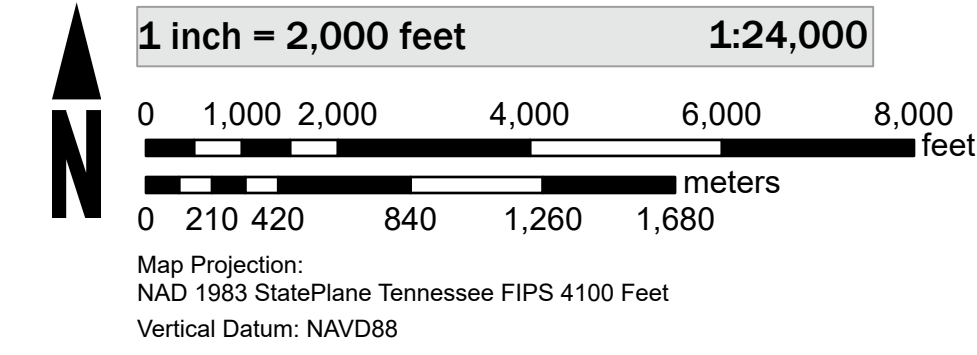 1 inch = 2,000 feet 1:24,000
0 1,000 2,000 4,000 6,000 8,000
feet
meters
0 210 420 840 1,260 1,680
N
Map Projection:
NAD 1983 StatePlane Tennessee FIPS 4100 Feet
Vertical Datum: NAVD88